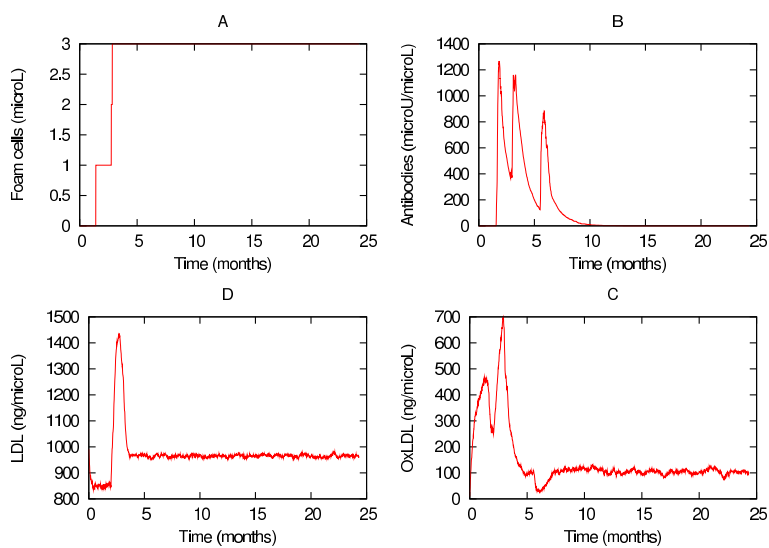 A
Foam cells (microL)
3
2.5
2
1.5
1
0.5
0
0 5 10 15 20 25
Time (months)
B
Antibodies (microU/microL)
1400
1200
1000
800
600
400
200
0
0 5 10 15 20 25
Time (months)
D
LDL (ng/microL)
1500
1400
1300
1200
1100
1000
900
800
0 5 10 15 20 25
Time (months)
C
OxLDL (ng/microL)
700
600
500
400
300
200
100
0
0 5 10 15 20 25
Time (months)